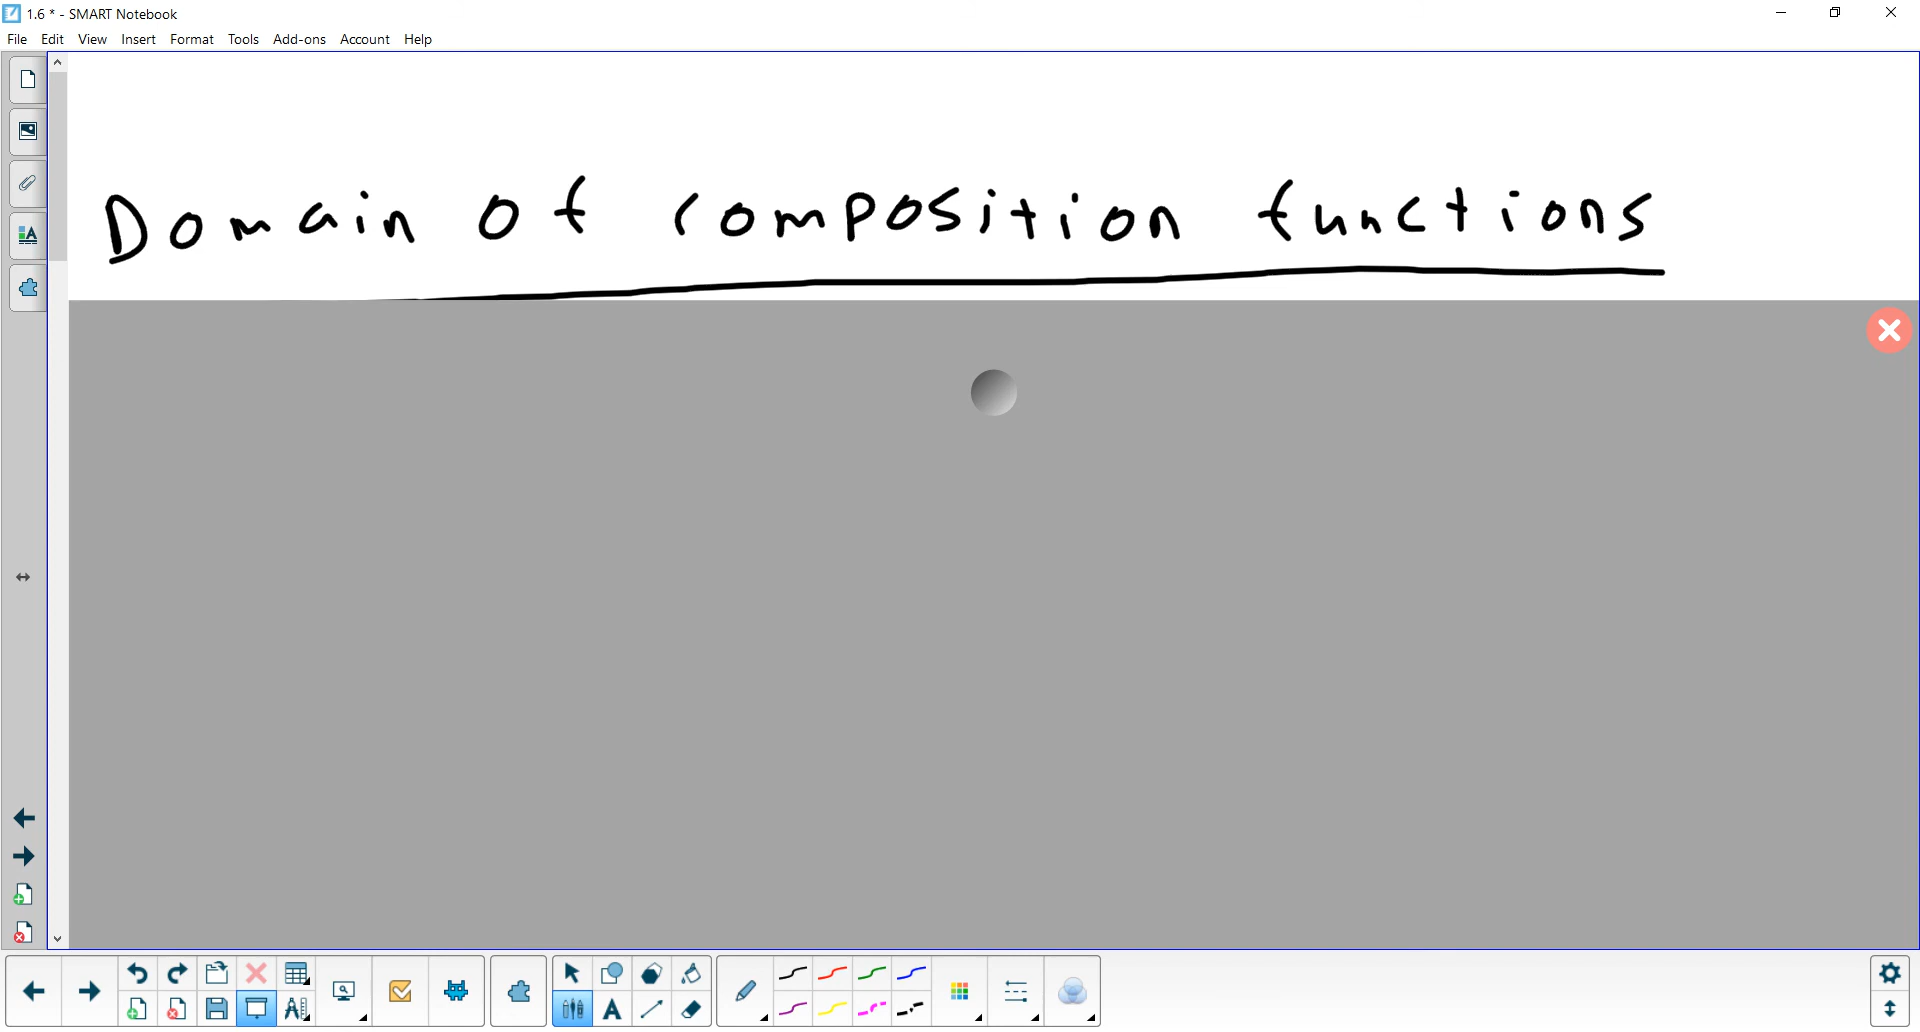 1.6 * - SMART Notebook
File Edit View Insert Format Tools Add-ons Account Help
Domain of composition functions